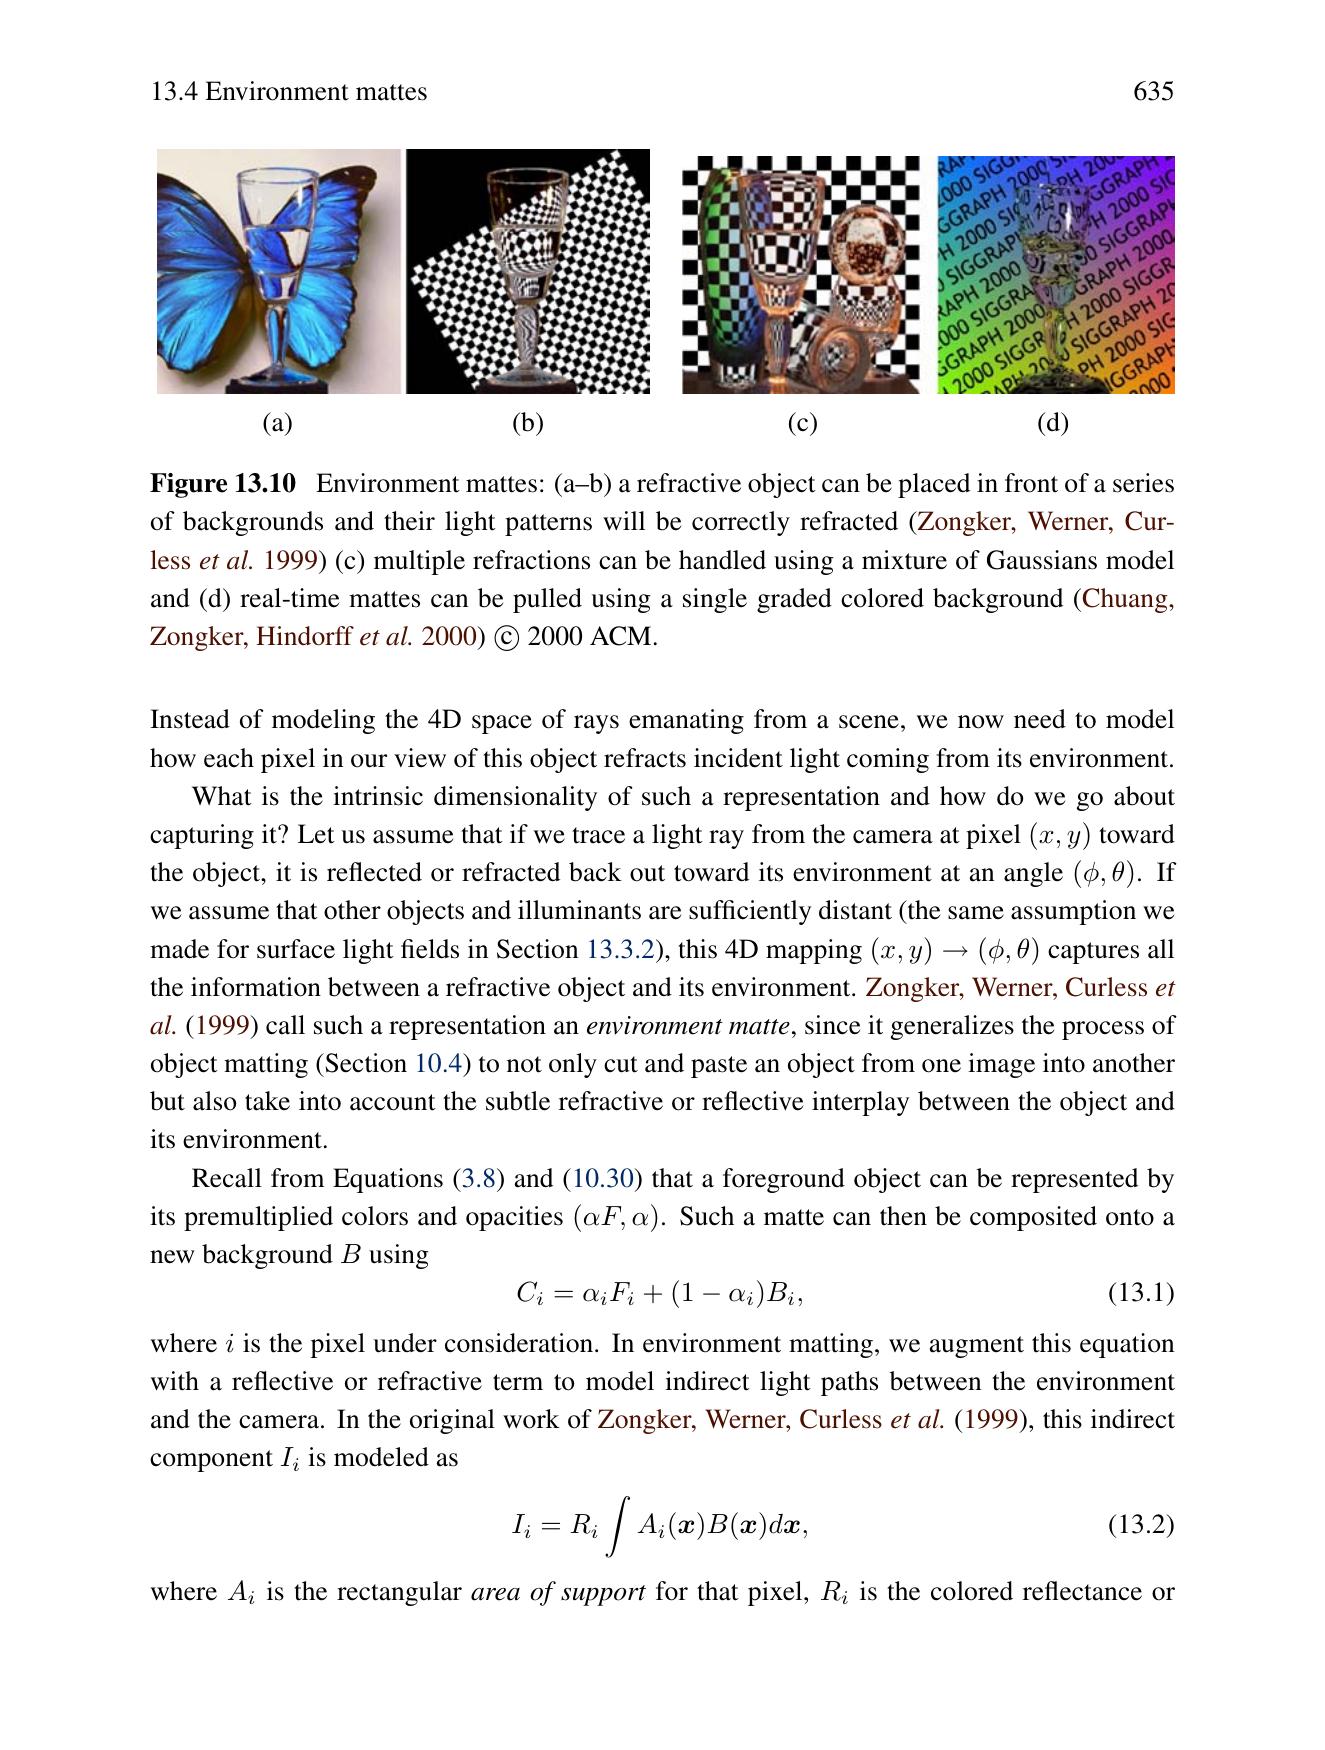 13.4 Environment mattes 635
(a) (b) (c) (d)
Figure 13.10 Environment mattes: (a–b) a refractive object can be placed in front of a series
of backgrounds and their light patterns will be correctly refracted (Zongker, Werner, Cur-
less et al. 1999) (c) multiple refractions can be handled using a mixture of Gaussians model
and (d) real-time mattes can be pulled using a single graded colored background (Chuang,
Zongker, Hindorff et al. 2000) © 2000 ACM.
Instead of modeling the 4D space of rays emanating from a scene, we now need to model
how each pixel in our view of this object refracts incident light coming from its environment.
What is the intrinsic dimensionality of such a representation and how do we go about
capturing it? Let us assume that if we trace a light ray from the camera at pixel (x, y) toward
the object, it is reflected or refracted back out toward its environment at an angle (ϕ, θ). If
we assume that other objects and illuminants are sufficiently distant (the same assumption we
made for surface light fields in Section 13.3.2), this 4D mapping (x, y) → (ϕ, θ) captures all
the information between a refractive object and its environment. Zongker, Werner, Curless et
al. (1999) call such a representation an environment matte, since it generalizes the process of
object matting (Section 10.4) to not only cut and paste an object from one image into another
but also take into account the subtle refractive or reflective interplay between the object and
its environment.
Recall from Equations (3.8) and (10.30) that a foreground object can be represented by
its premultiplied colors and opacities (αF, α). Such a matte can then be composited onto a
new background B using
C_i = α_i F_i + (1 − α_i)B_i, (13.1)
where i is the pixel under consideration. In environment matting, we augment this equation
with a reflective or refractive term to model indirect light paths between the environment
and the camera. In the original work of Zongker, Werner, Curless et al. (1999), this indirect
component I_i is modeled as
I_i = R_i ∫ A_i(x)B(x)dx, (13.2)
where A_i is the rectangular area of support for that pixel, R_i is the colored reflectance or